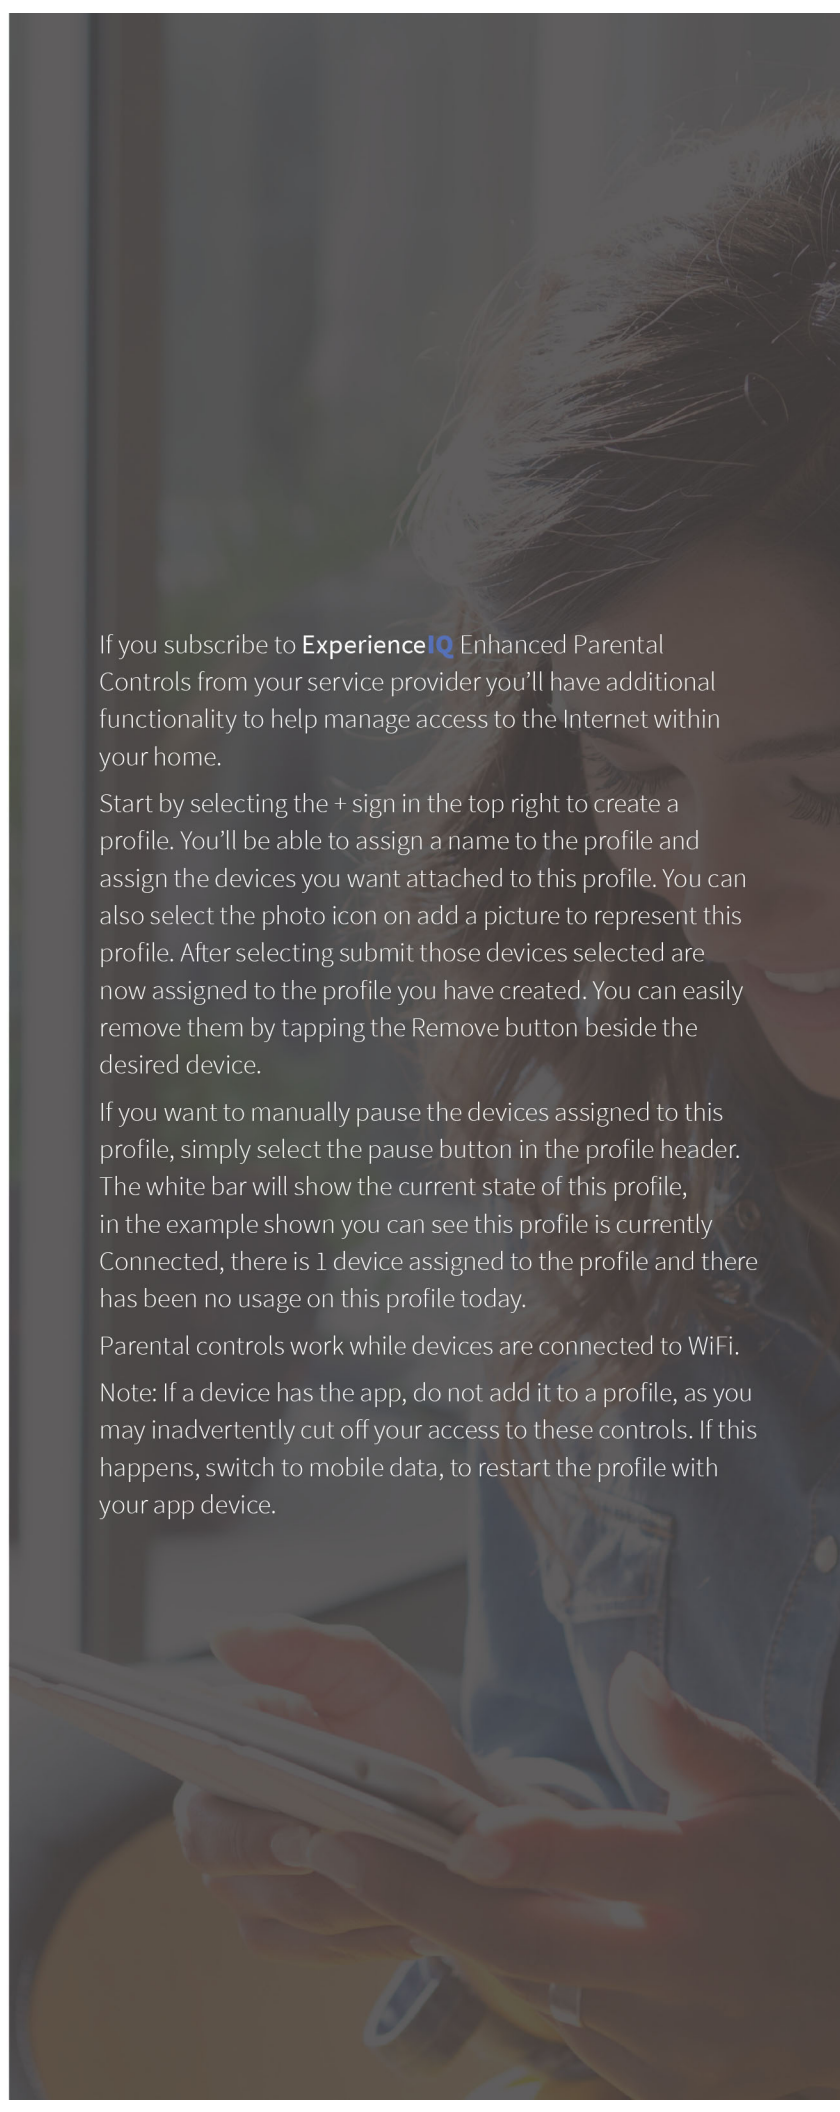 If you subscribe to ExperienceIQ Enhanced Parental
Controls from your service provider you’ll have additional
functionality to help manage access to the Internet within
your home.
Start by selecting the + sign in the top right to create a
profile. You’ll be able to assign a name to the profile and
assign the devices you want attached to this profile. You can
also select the photo icon on add a picture to represent this
profile. After selecting submit those devices selected are
now assigned to the profile you have created. You can easily
remove them by tapping the Remove button beside the
desired device.
If you want to manually pause the devices assigned to this
profile, simply select the pause button in the profile header.
The white bar will show the current state of this profile,
in the example shown you can see this profile is currently
Connected, there is 1 device assigned to the profile and there
has been no usage on this profile today.
Parental controls work while devices are connected to WiFi.
Note: If a device has the app, do not add it to a profile, as you
may inadvertently cut off your access to these controls. If this
happens, switch to mobile data, to restart the profile with
your app device.